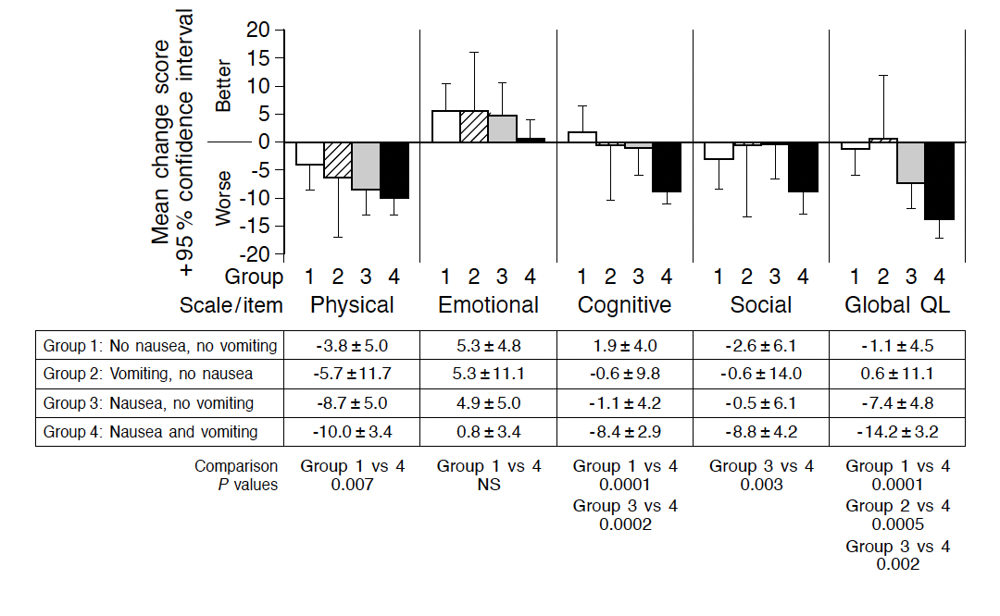 Mean change score
+95 % confidence interval
Better
Worse
20
15
10
5
0
-5
-10
-15
-20
Group 1 2 3 4 1 2 3 4 1 2 3 4 1 2 3 4 1 2 3 4
Scale/item Physical Emotional Cognitive Social Global QL
Group 1: No nausea, no vomiting -3.8 ± 5.0 5.3 ± 4.8 1.9 ± 4.0 -2.6 ± 6.1 -1.1 ± 4.5
Group 2: Vomiting, no nausea -5.7 ± 11.7 5.3 ± 11.1 -0.6 ± 9.8 -0.6 ± 14.0 0.6 ± 11.1
Group 3: Nausea, no vomiting -8.7 ± 5.0 4.9 ± 5.0 -1.1 ± 4.2 -0.5 ± 6.1 -7.4 ± 4.8
Group 4: Nausea and vomiting -10.0 ± 3.4 0.8 ± 3.4 -8.4 ± 2.9 -8.8 ± 4.2 -14.2 ± 3.2
Comparison Group 1 vs 4 Group 1 vs 4 Group 1 vs 4 Group 3 vs 4 Group 1 vs 4
P values 0.007 NS 0.0001 0.003 0.0001
Group 3 vs 4 Group 2 vs 4
0.0002 0.0005
Group 3 vs 4
0.002